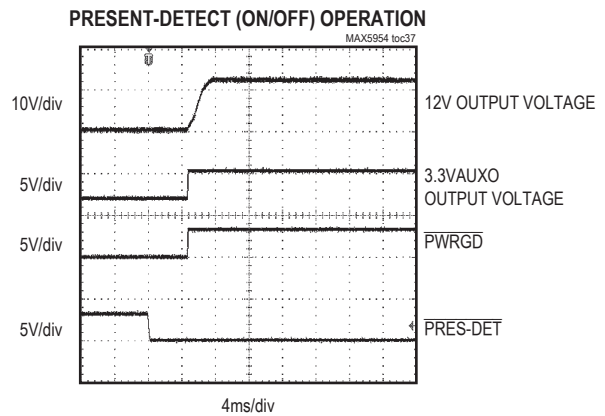 PRESENT-DETECT (ON/OFF) OPERATION
MAX5954 toc37
10V/div
12V OUTPUT VOLTAGE
5V/div
3.3VAUXO
OUTPUT VOLTAGE
5V/div
PWRGD
5V/div
PRES-DET
4ms/div